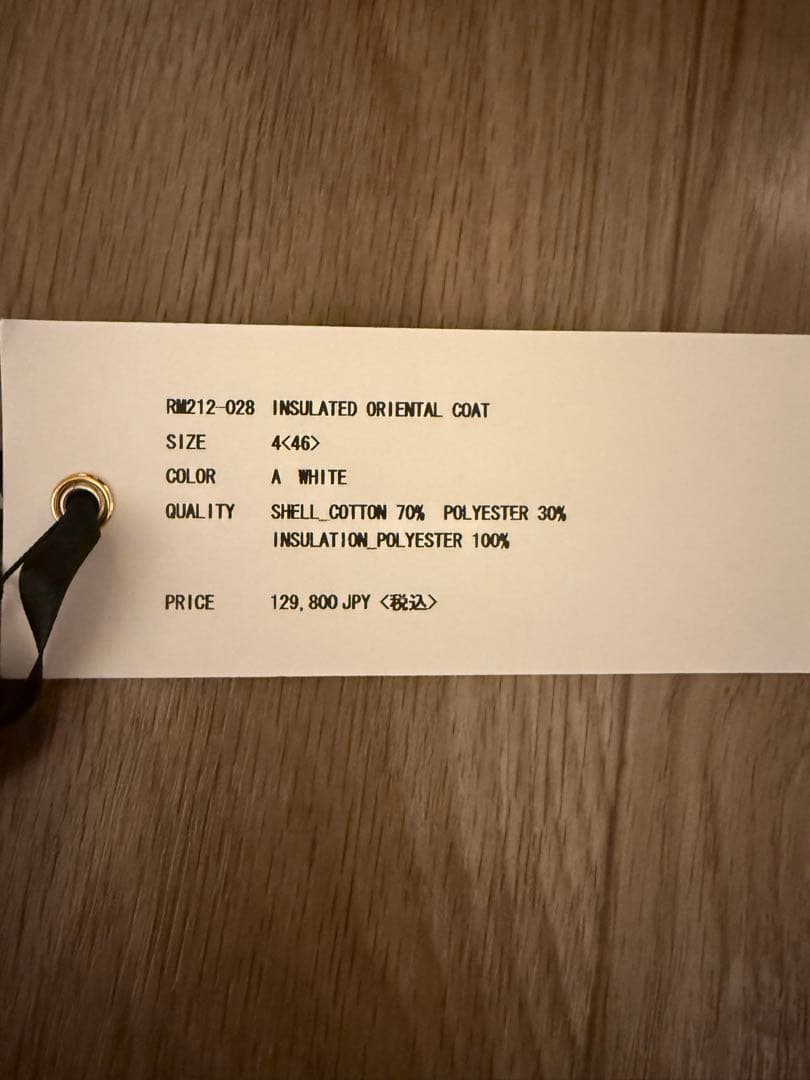 RM212-028 INSULATED ORIENTAL COAT
SIZE 4<46>
COLOR A WHITE
QUALITY SHELL_COTTON 70% POLYESTER 30%
INSULATION_POLYESTER 100%
PRICE 129,800 JPY <税込>